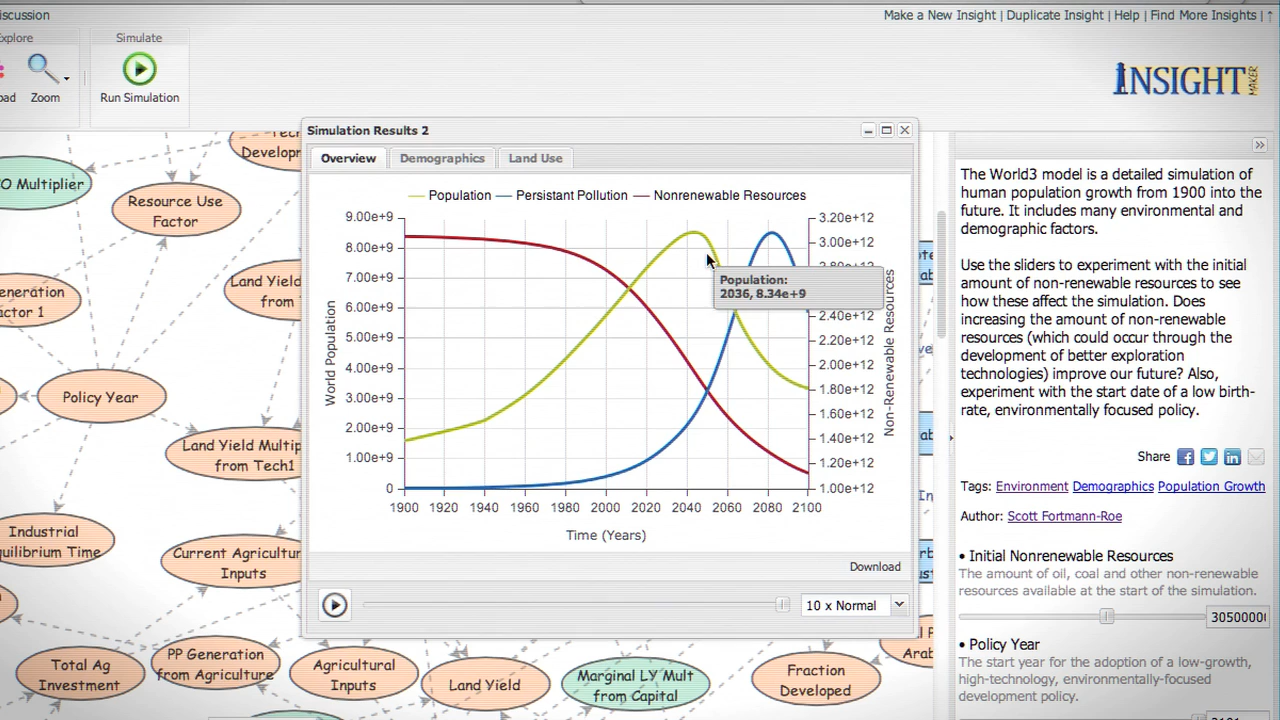 scussion
Make a New Insight | Duplicate Insight | Help | Find More Insights |
xplore
Simulate
oad
Zoom
Run Simulation
INSIGHT
MAKER
Simulation Results 2
Overview
Demographics
Land Use
Population
Persistant Pollution
Nonrenewable Resources
9.00e+9
8.00e+9
7.00e+9
6.00e+9
5.00e+9
4.00e+9
3.00e+9
2.00e+9
1.00e+9
0
World Population
3.20e+12
3.00e+12
2.80e+12
2.40e+12
2.20e+12
2.00e+12
1.80e+12
1.60e+12
1.40e+12
1.20e+12
1.00e+12
Non-Renewable Resources
Population:
2036, 8.34e+9
1900 1920 1940 1960 1980 2000 2020 2040 2060 2080 2100
Time (Years)
Download
10 x Normal
Tec
Developm
O Multiplier
Resource Use
Factor
eneration
ctor 1
Land Yield
from
Policy Year
Land Yield Multip
from Tech1
Industrial
quilibrium Time
Current Agricultur
Inputs
Total Ag
Investment
PP Generation
from Agriculture
Agricultural
Inputs
Land Yield
Marginal LY Mult
from Capital
Fraction
Developed
Arab
The World3 model is a detailed simulation of
human population growth from 1900 into the
future. It includes many environmental and
demographic factors.
Use the sliders to experiment with the initial
amount of non-renewable resources to see
how these affect the simulation. Does
increasing the amount of non-renewable
resources (which could occur through the
development of better exploration
technologies) improve our future? Also,
experiment with the start date of a low birth-
rate, environmentally focused policy.
Share
Tags: Environment Demographics Population Growth
Author: Scott Fortmann-Roe
• Initial Nonrenewable Resources
The amount of oil, coal and other non-renewable
resources available at the start of the simulation.
3050000
• Policy Year
The start year for the adoption of a low-growth,
high-technology, environmentally-focused
development policy.